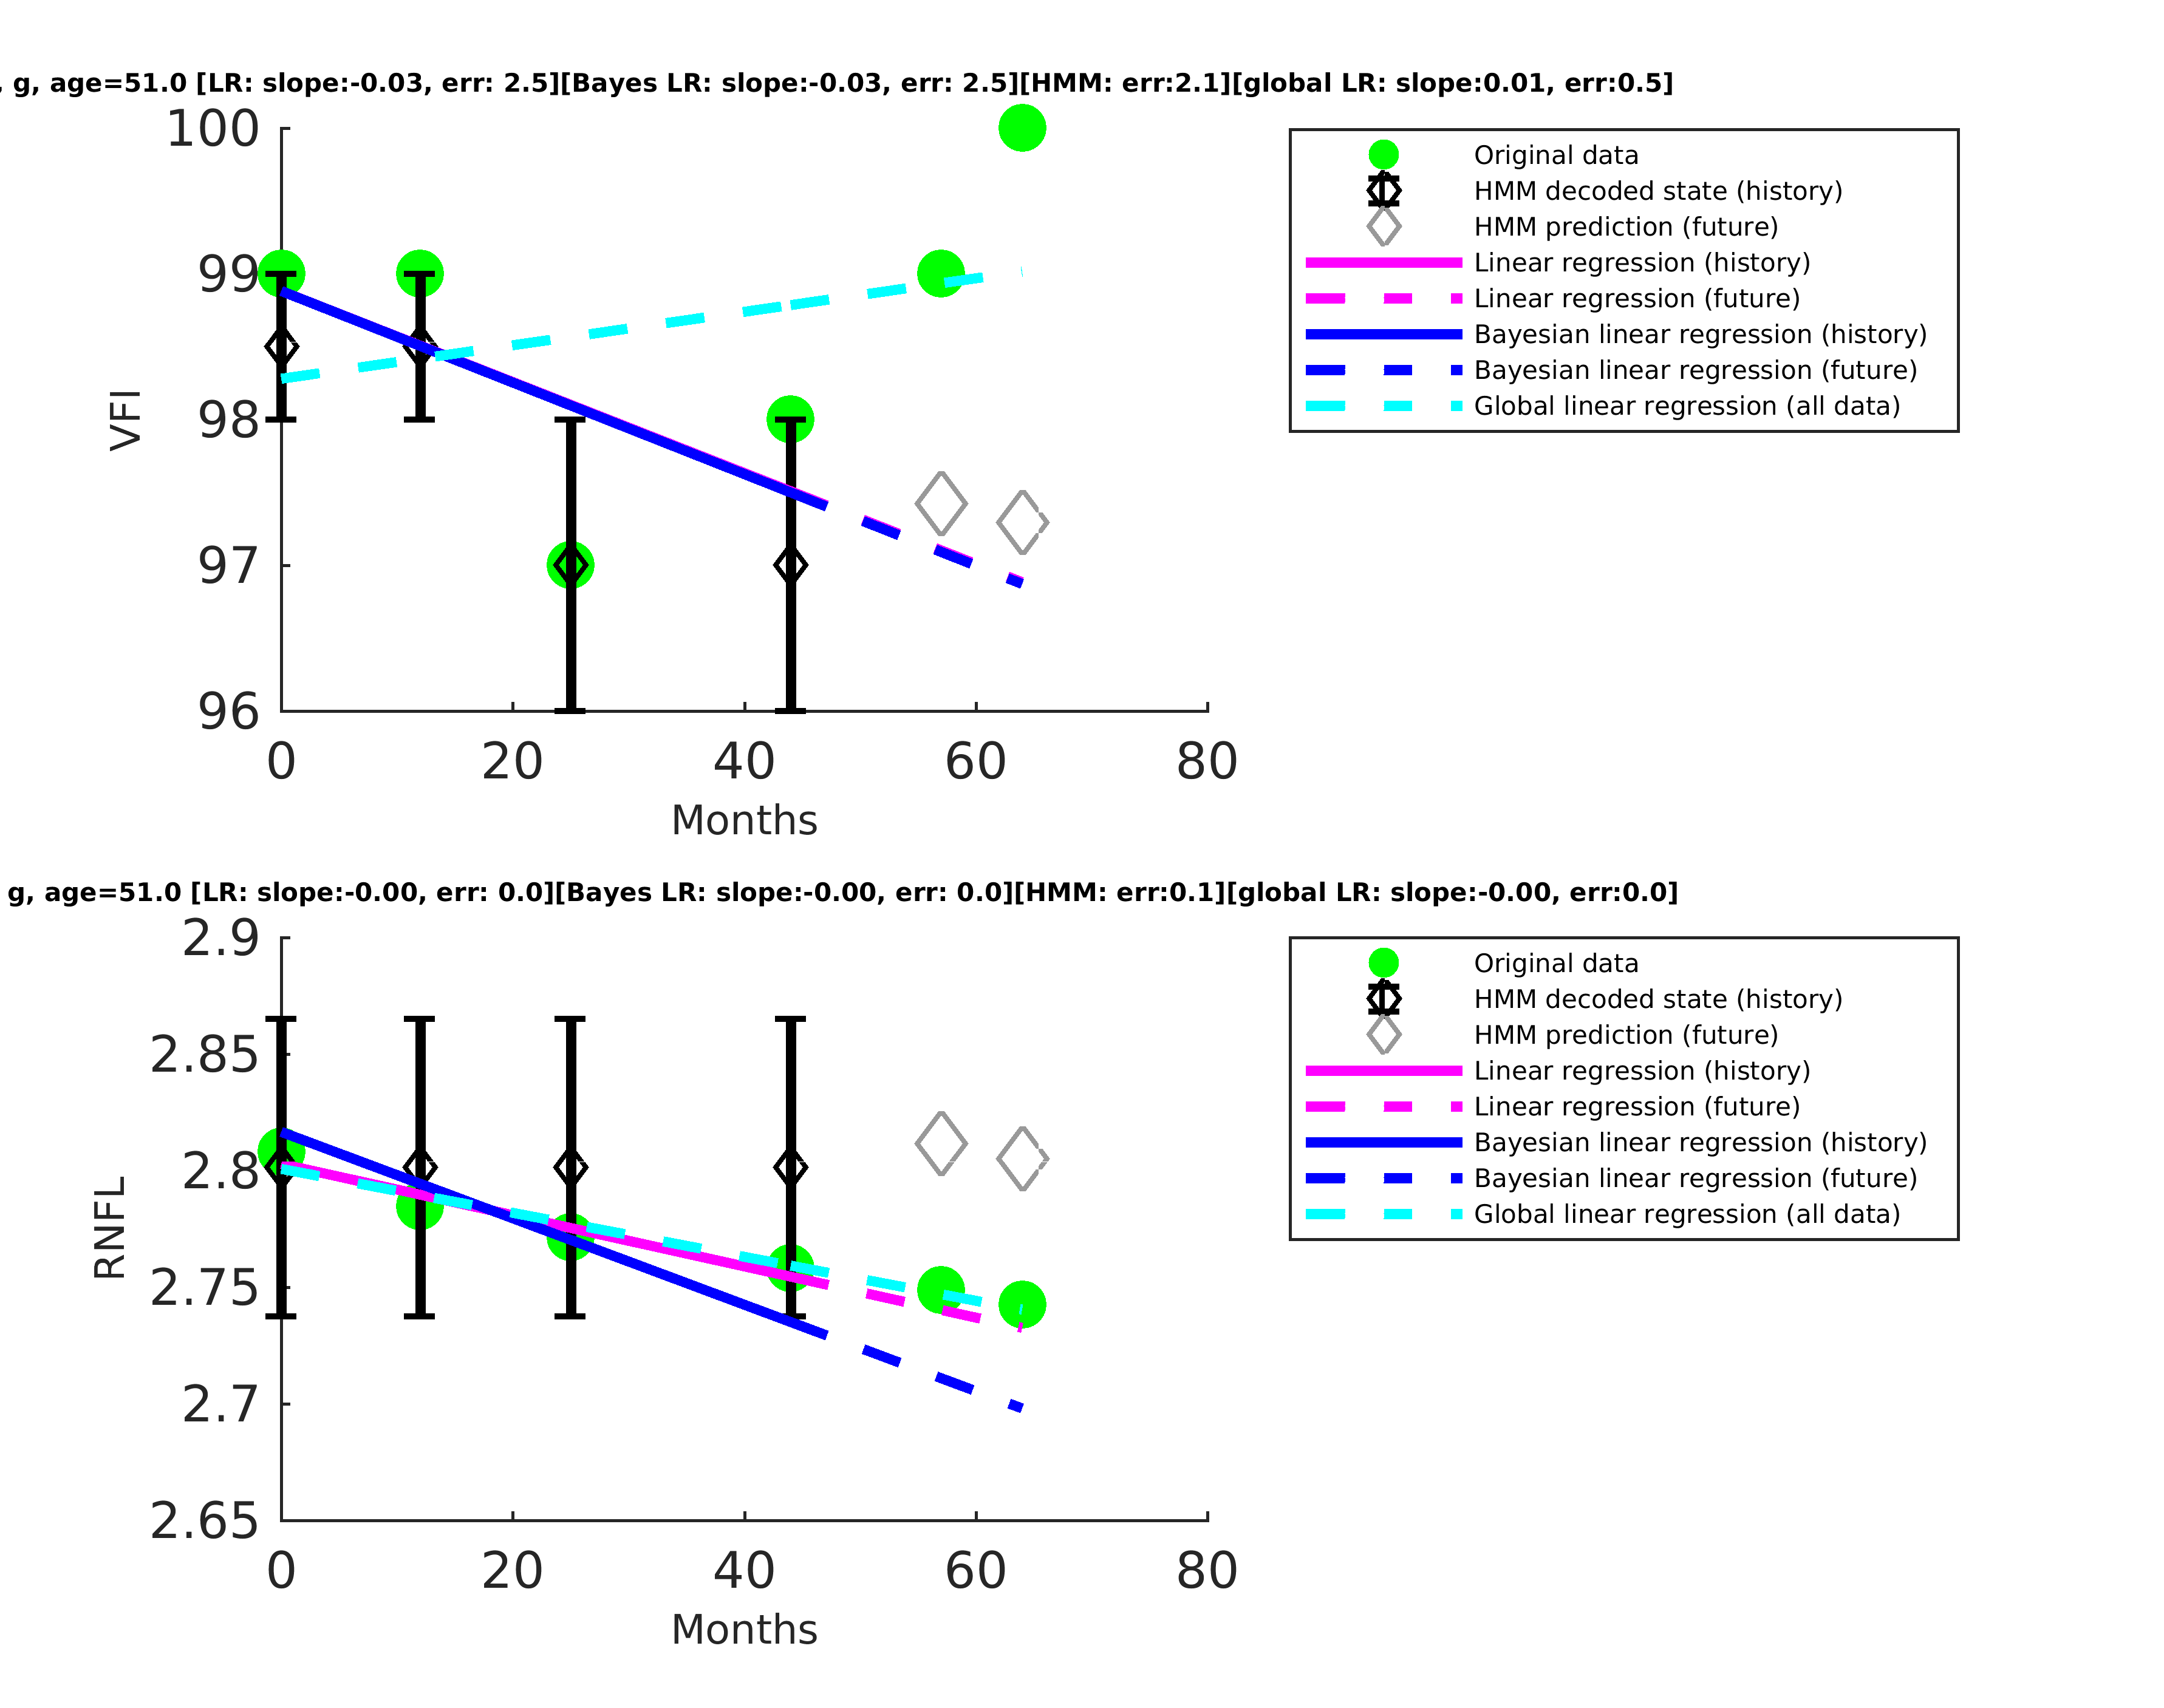 , g, age=51.0 [LR: slope:-0.03, err: 2.5][Bayes LR: slope:-0.03, err: 2.5][HMM: err:2.1][global LR: slope:0.01, err:0.5]
100
99
98
97
96
VFI
0 20 40 60 80
Months
Original data
HMM decoded state (history)
HMM prediction (future)
Linear regression (history)
Linear regression (future)
Bayesian linear regression (history)
Bayesian linear regression (future)
Global linear regression (all data)
g, age=51.0 [LR: slope:-0.00, err: 0.0][Bayes LR: slope:-0.00, err: 0.0][HMM: err:0.1][global LR: slope:-0.00, err:0.0]
2.9
2.85
2.8
2.75
2.7
2.65
RNFL
0 20 40 60 80
Months
Original data
HMM decoded state (history)
HMM prediction (future)
Linear regression (history)
Linear regression (future)
Bayesian linear regression (history)
Bayesian linear regression (future)
Global linear regression (all data)